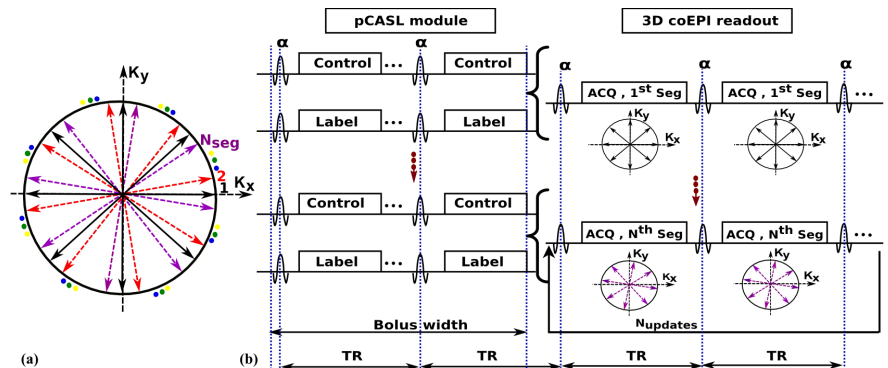 pCASL module
3D coEPI readout
Ky
Nseg
2
1
Kx
(a)
α α
Control ... Control
Label ... Label
Control ... Control
Label ... Label
Bolus width
TR TR
(b)
α α α
ACQ , 1st Seg ACQ , 1st Seg ...
Ky Kx Ky Kx
ACQ , Nth Seg ACQ , Nth Seg ...
Ky Kx Ky Kx
Nupdates
TR TR